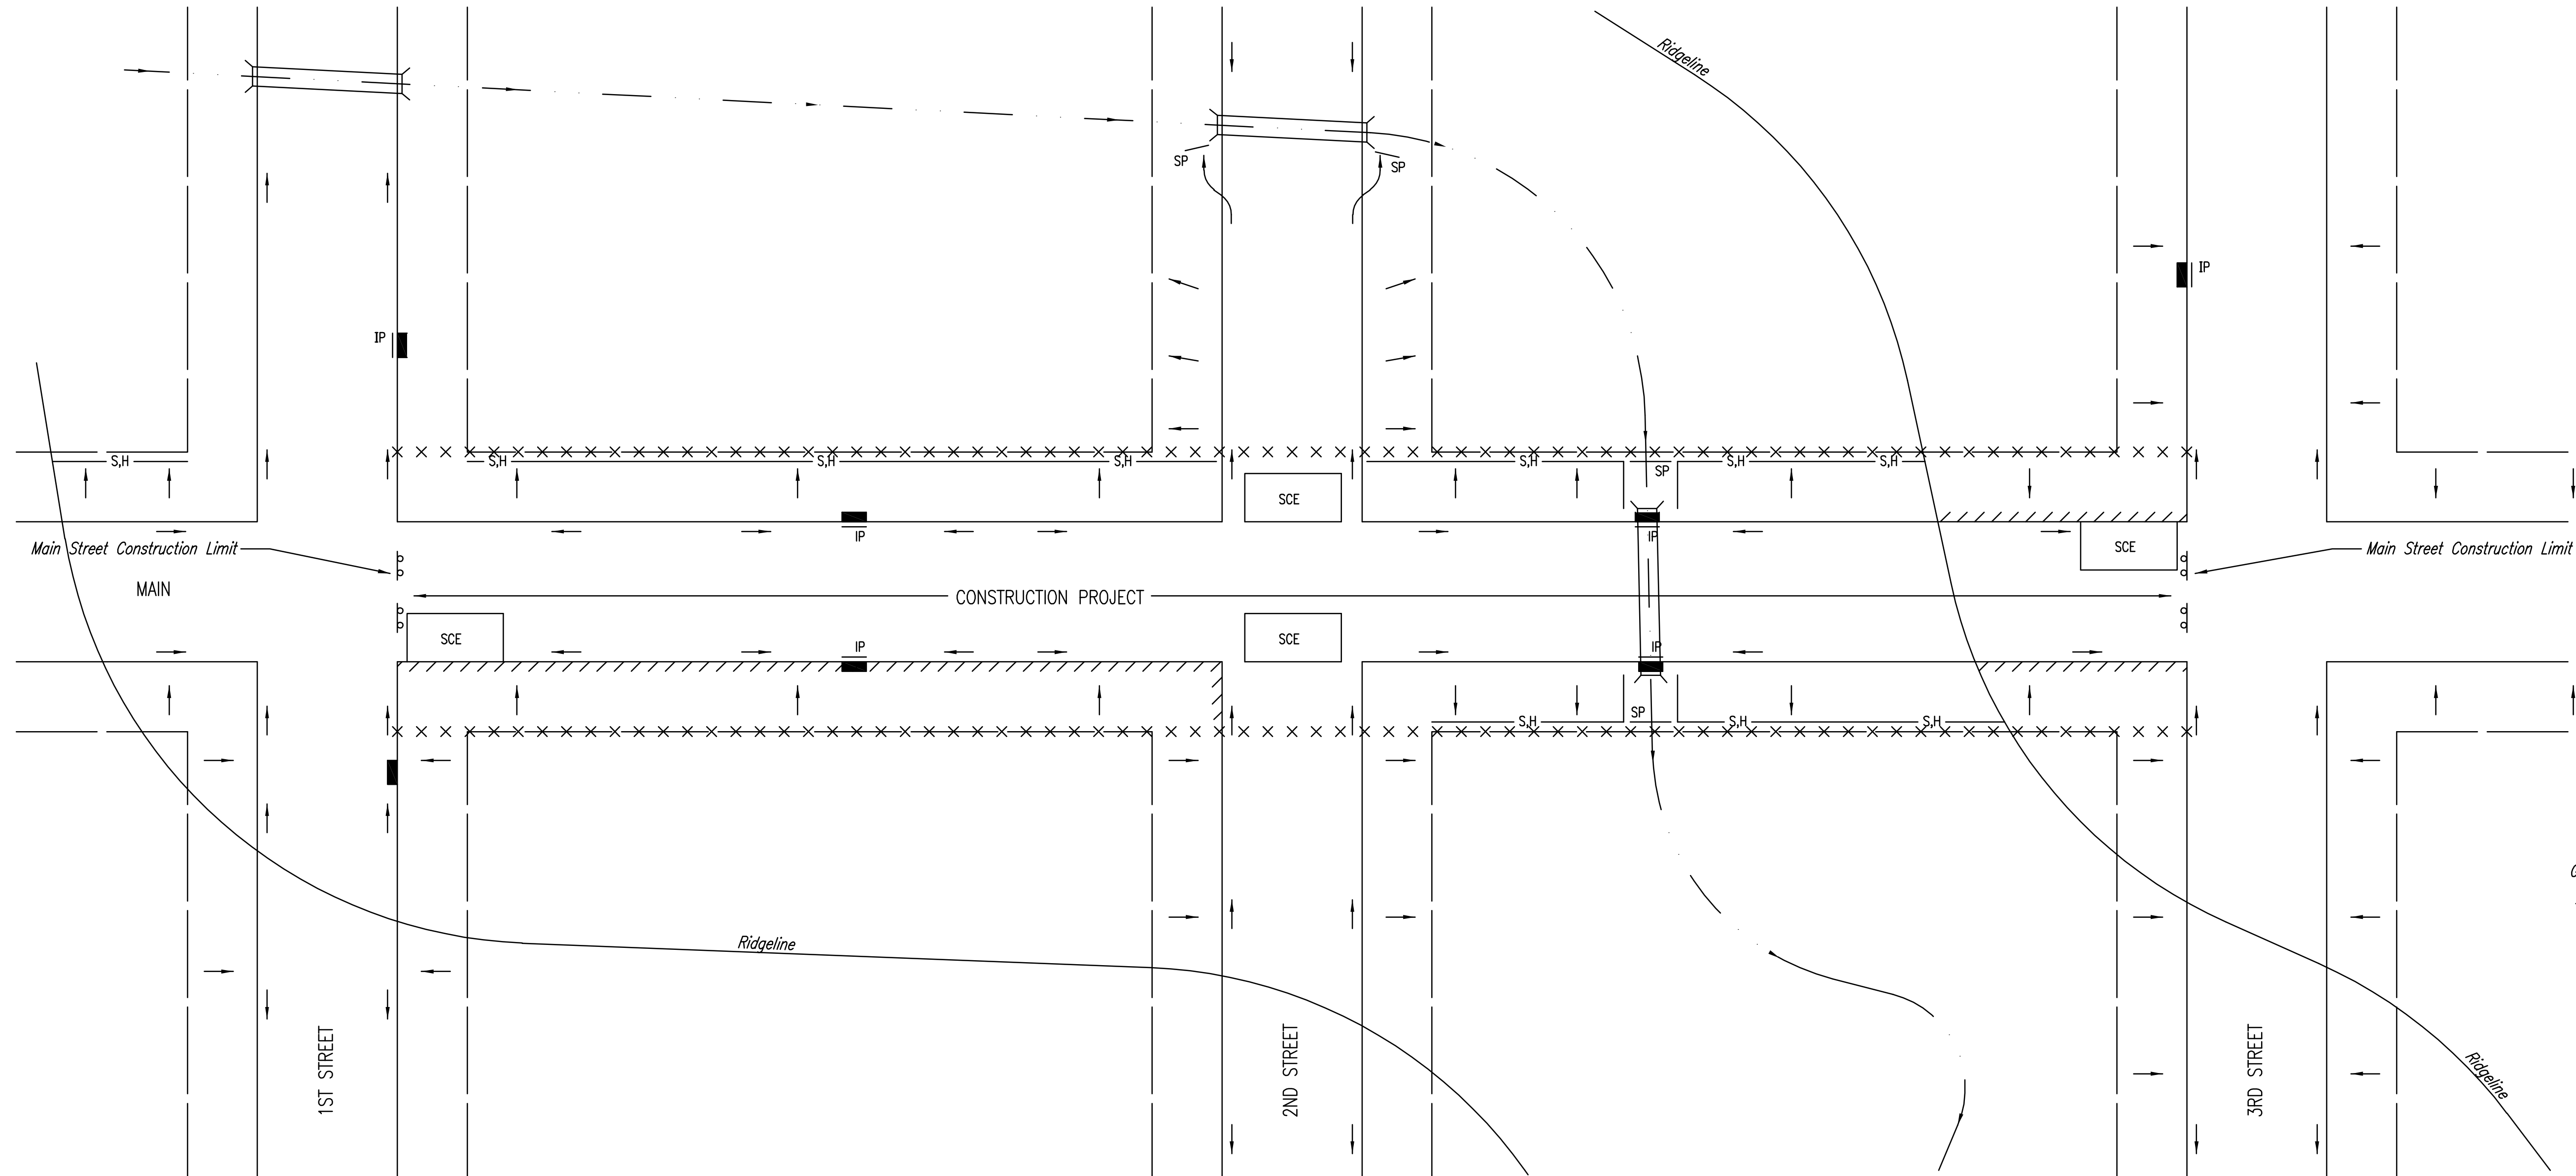 Ridgeline
SP
SP
IP
IP
S,H
S,H
S,H
S,H
S,H
SP
S,H
S,H
SCE
Main Street Construction Limit
IP
IP
SCE
Main Street Construction Limit
MAIN
CONSTRUCTION PROJECT
SCE
IP
SCE
IP
S,H
SP
S,H
S,H
Ridgeline
1ST STREET
2ND STREET
3RD STREET
Ridgeline